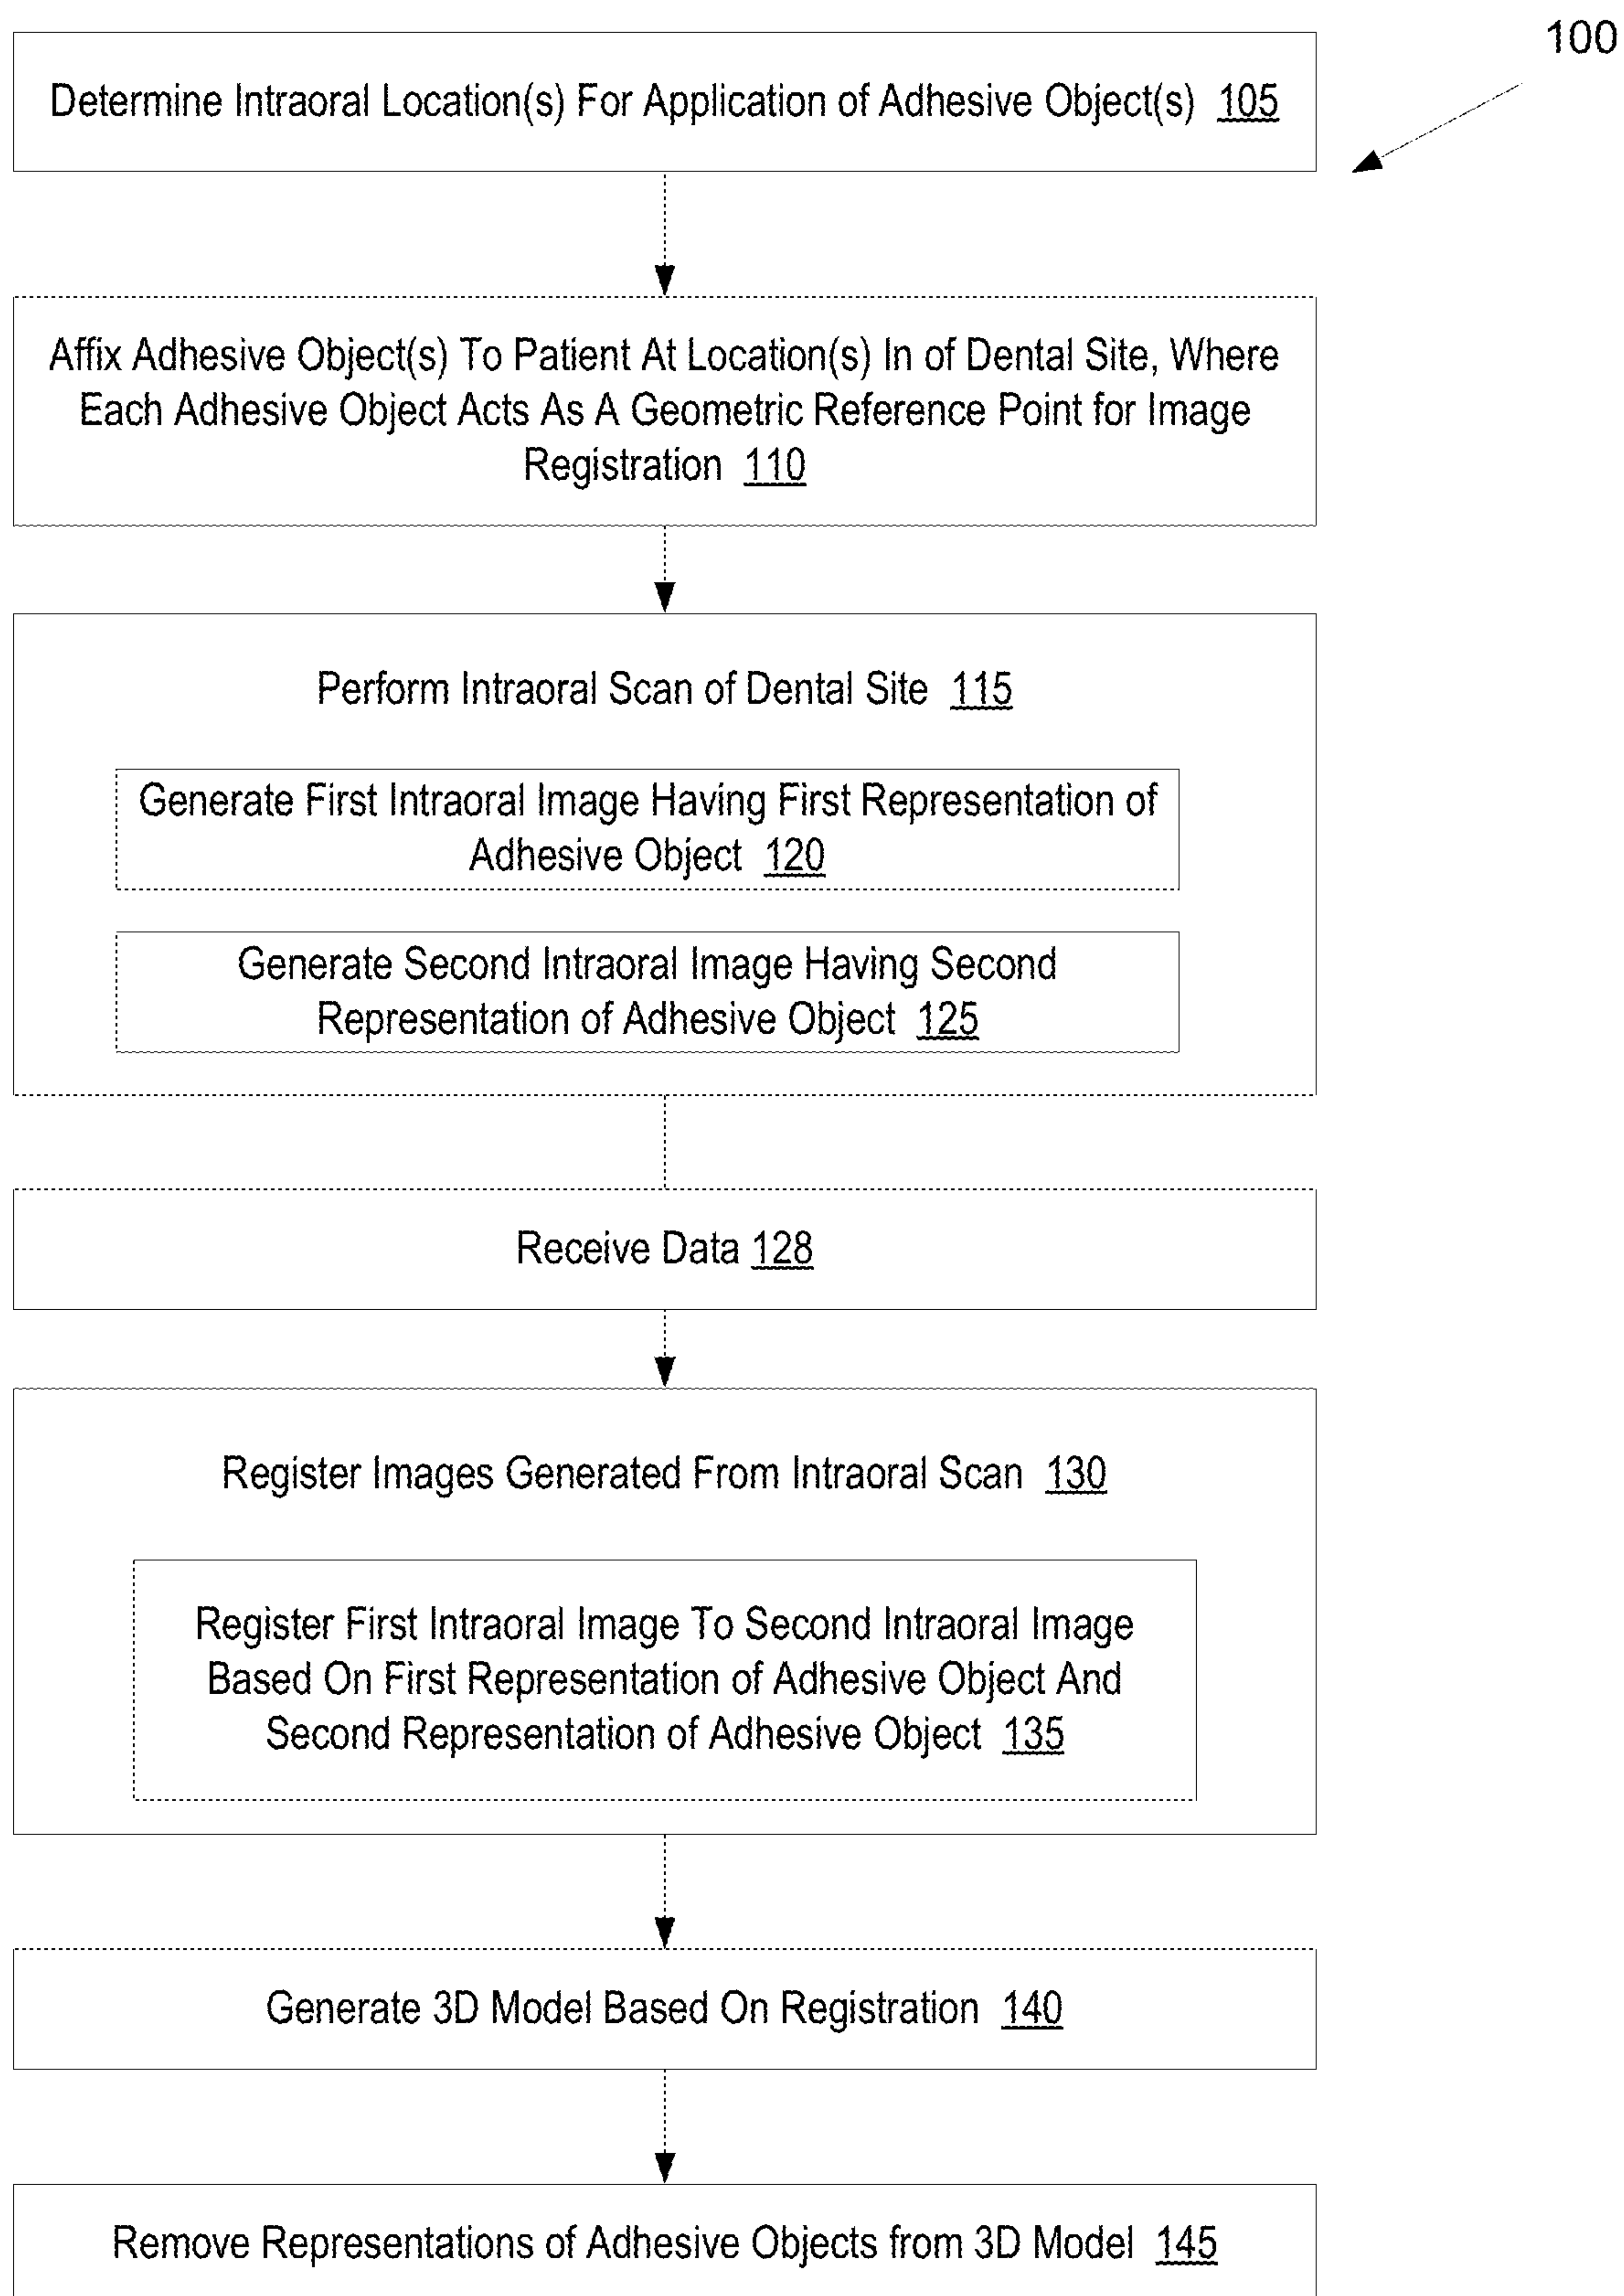 100
Determine Intraoral Location(s) For Application of Adhesive Object(s) 105
Affix Adhesive Object(s) To Patient At Location(s) In of Dental Site, Where
Each Adhesive Object Acts As A Geometric Reference Point for Image
Registration 110
Perform Intraoral Scan of Dental Site 115
Generate First Intraoral Image Having First Representation of
Adhesive Object 120
Generate Second Intraoral Image Having Second
Representation of Adhesive Object 125
Receive Data 128
Register Images Generated From Intraoral Scan 130
Register First Intraoral Image To Second Intraoral Image
Based On First Representation of Adhesive Object And
Second Representation of Adhesive Object 135
Generate 3D Model Based On Registration 140
Remove Representations of Adhesive Objects from 3D Model 145